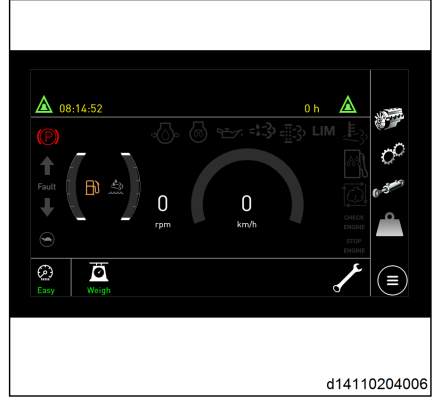 08:14:52
0 h
(P)
LIM
Fault
0
rpm
0
km/h
CHECK
ENGINE
STOP
ENGINE
Easy
Weigh
d14110204006